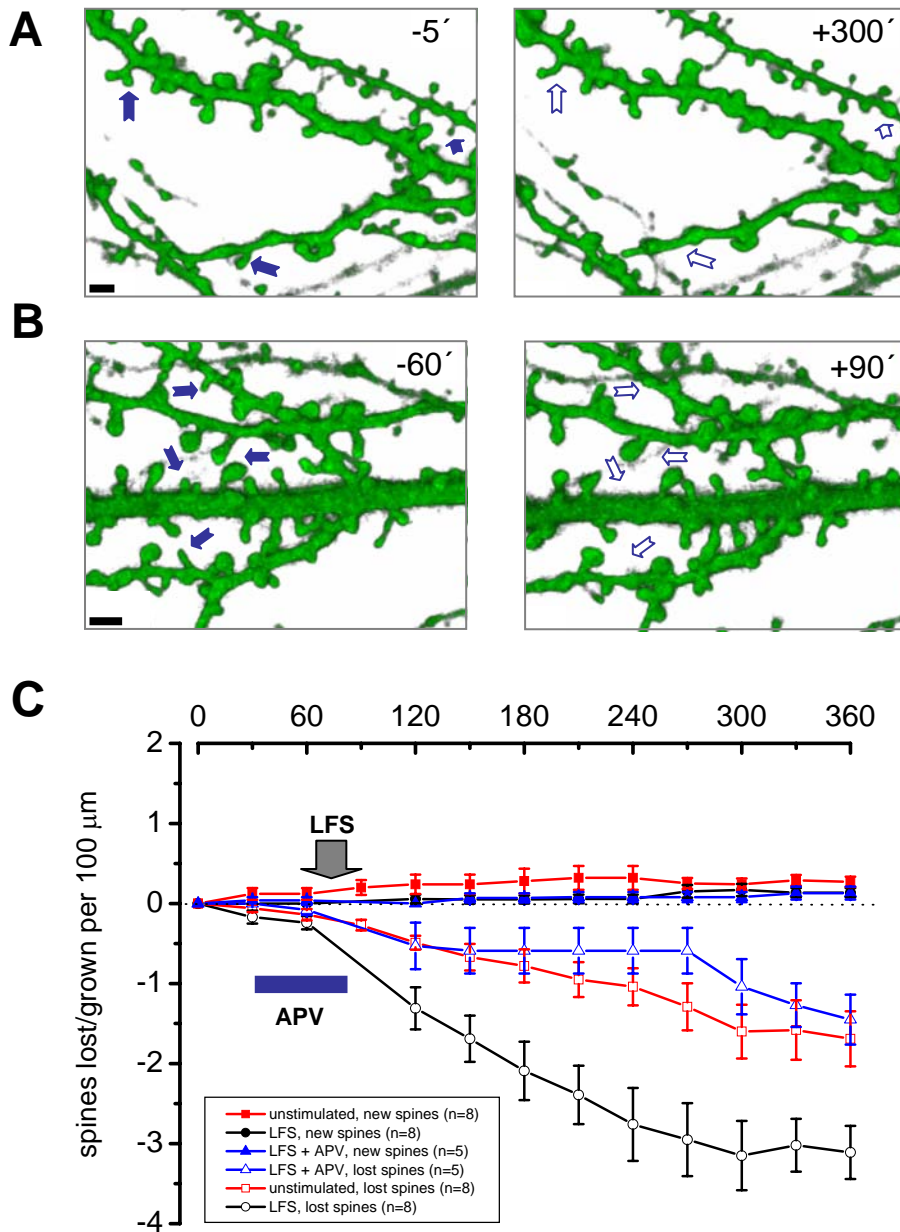 A
-5´
+300´
B
-60´
+90´
C
0 60 120 180 240 300 360
2
1
0
-1
-2
-3
-4
spines lost/grown per 100 μm
LFS
APV
unstimulated, new spines (n=8)
LFS, new spines (n=8)
LFS + APV, new spines (n=5)
LFS + APV, lost spines (n=5)
unstimulated, lost spines (n=8)
LFS, lost spines (n=8)